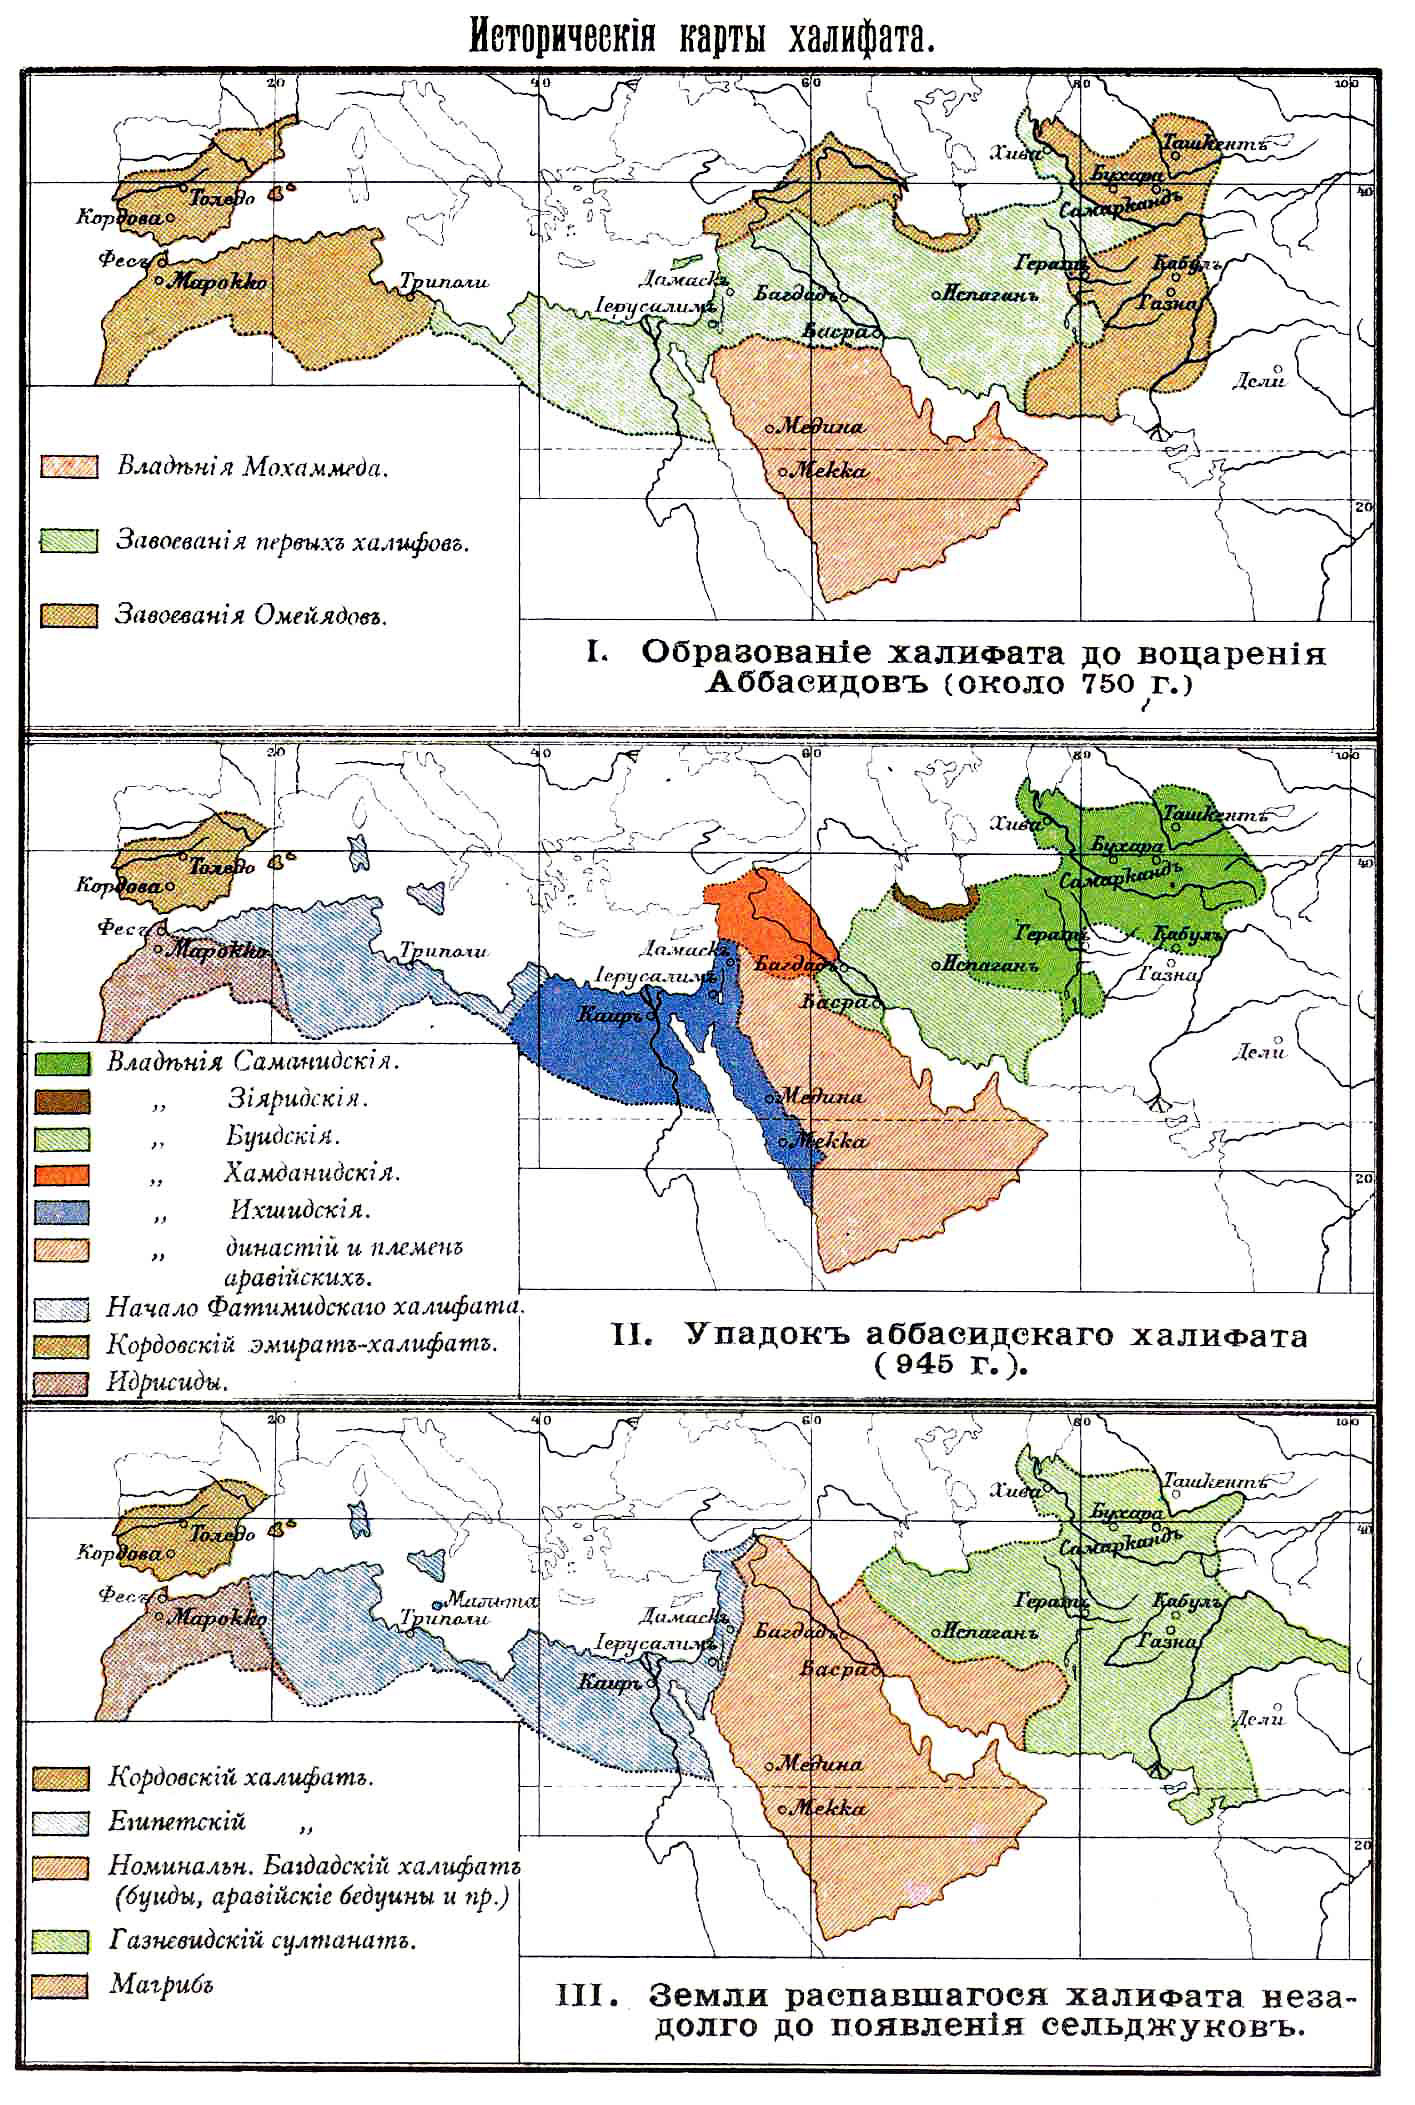 Историческія карты халифата.
20
40
60
80
100
Хива
Ташкентъ
Бухара
Самаркандъ
40
Толедо
Кордова
Фесъ
Марокко
Триполи
Дамаскъ
Іерусалимъ
Багдадъ
Басра
Испаганъ
Гератъ
Кабулъ
Газна
Дели
Медина
Мекка
20
Владѣнія Мохаммеда.
Завоеванія первыхъ халифовъ.
Завоеванія Омейядовъ.
I. Образованіе халифата до воцаренія
Аббасидовъ (около 750 г.)
20
40
60
80
100
Хива
Ташкентъ
Бухара
Самаркандъ
40
Толедо
Кордова
Фесъ
Марокко
Триполи
Дамаскъ
Іерусалимъ
Каиръ
Багдадъ
Басра
Испаганъ
Гератъ
Кабулъ
Газна
Дели
Медина
Мекка
20
Владѣнія Саманидскія.
„ Зіяридскія.
„ Буидскія.
„ Хамданидскія.
„ Ихшидскія.
„ династій и племенъ
аравійскихъ.
Начало Фатимидскаго халифата.
Кордовскій эмиратъ-халифатъ.
Идрисиды.
II. Упадокъ аббасидскаго халифата
(945 г.).
20
40
60
80
100
Хива
Ташкентъ
Бухара
Самаркандъ
40
Толедо
Кордова
Фесъ
Марокко
Мальта
Триполи
Дамаскъ
Іерусалимъ
Каиръ
Багдадъ
Басра
Испаганъ
Гератъ
Кабулъ
Газна
Дели
Медина
Мекка
20
Кордовскій халифатъ.
Египетскій „
Номинальн. Багдадскій халифатъ
(буиды, аравійскіе бедуины и пр.)
Газневидскій султанатъ.
Магрибъ
III. Земли распавшагося халифата неза-
долго до появленія сельджуковъ.